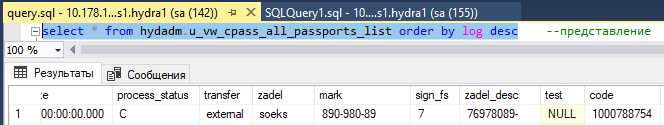 query.sql - 10.178.1...s1.hydra1 (sa (142))* SQLQuery1.sql - 10....s1.hydra1 (sa (155))
select * from hydadm.u_vw_cpass_all_passports_list order by log desc --представление
100 %
Результаты Сообщения
:e process_status transfer zadel mark sign_fs zadel_desc test code
1 00:00:00.000 C external soeks 890-980-89 7 76978089- NULL 1000788754